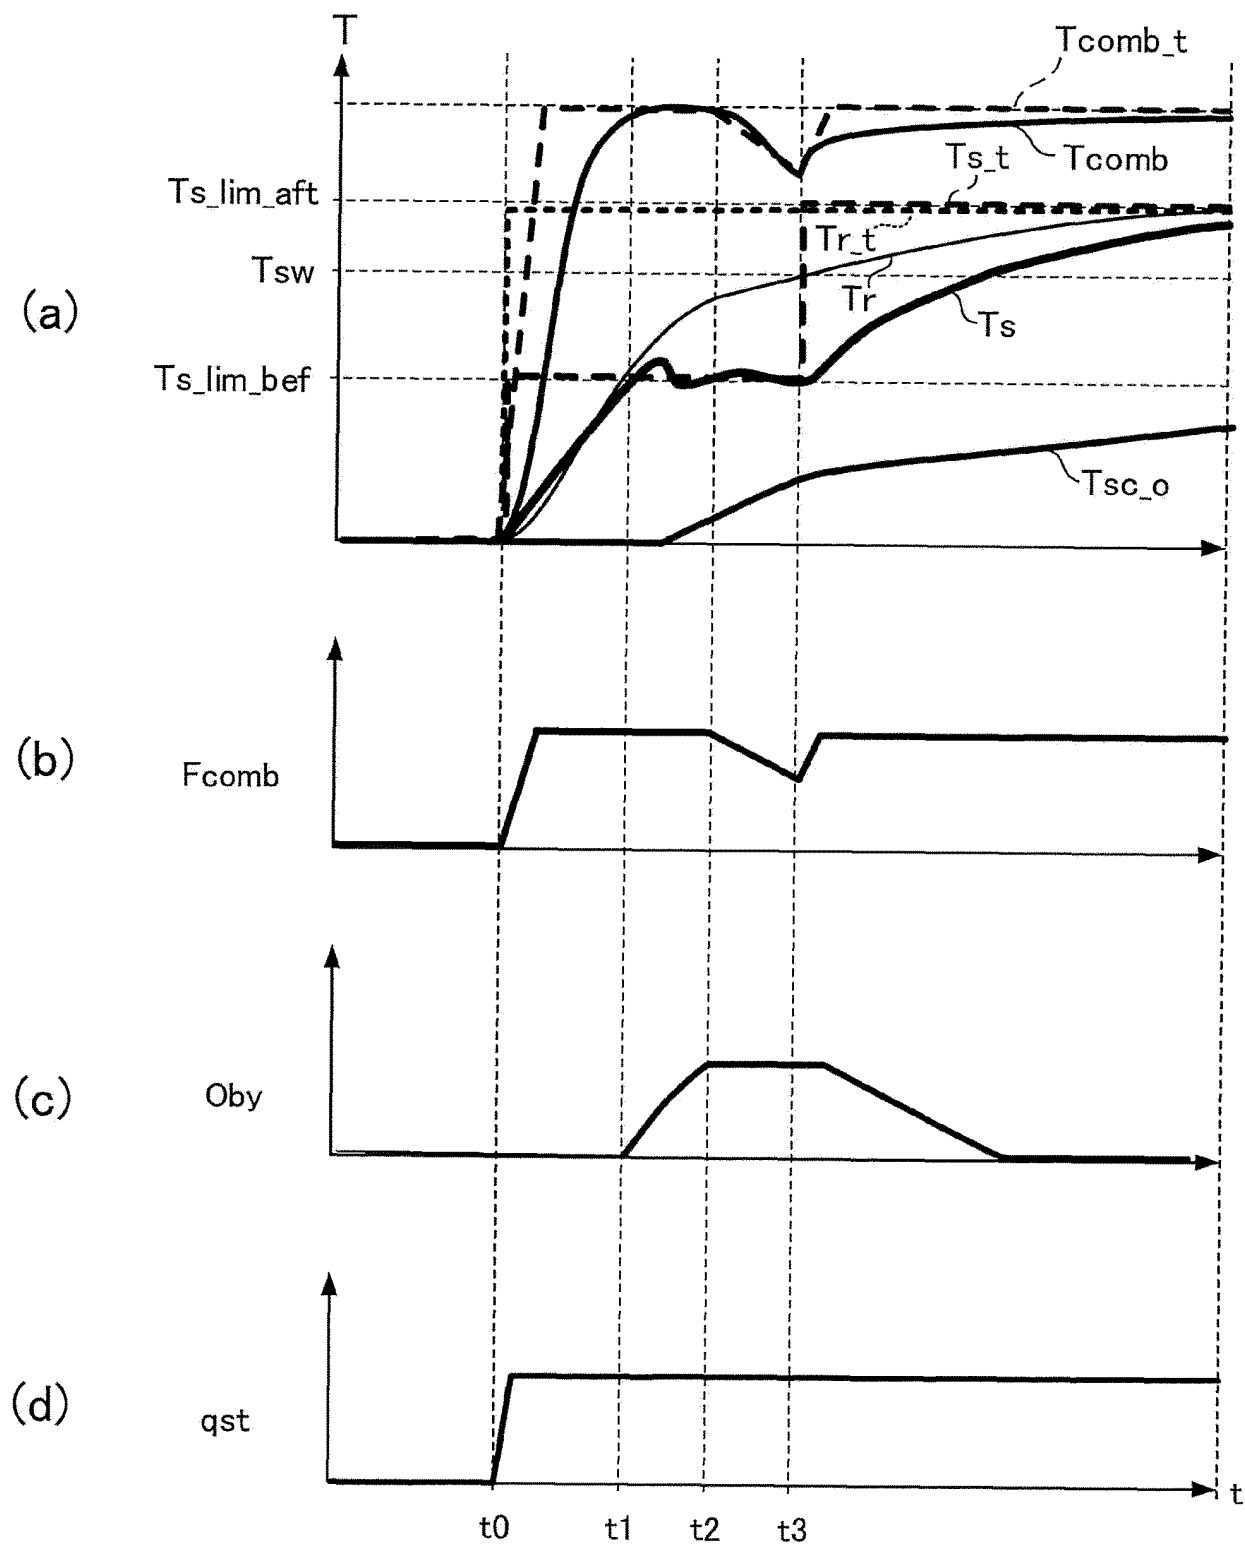 T
Tcomb_t
Tcomb
Ts_lim_aft
Ts_t
Tr_t
Tsw
(a)
Tr
Ts
Ts_lim_bef
Tsc_o
(b)
Fcomb
(c)
Oby
(d)
qst
t
t0 t1 t2 t3